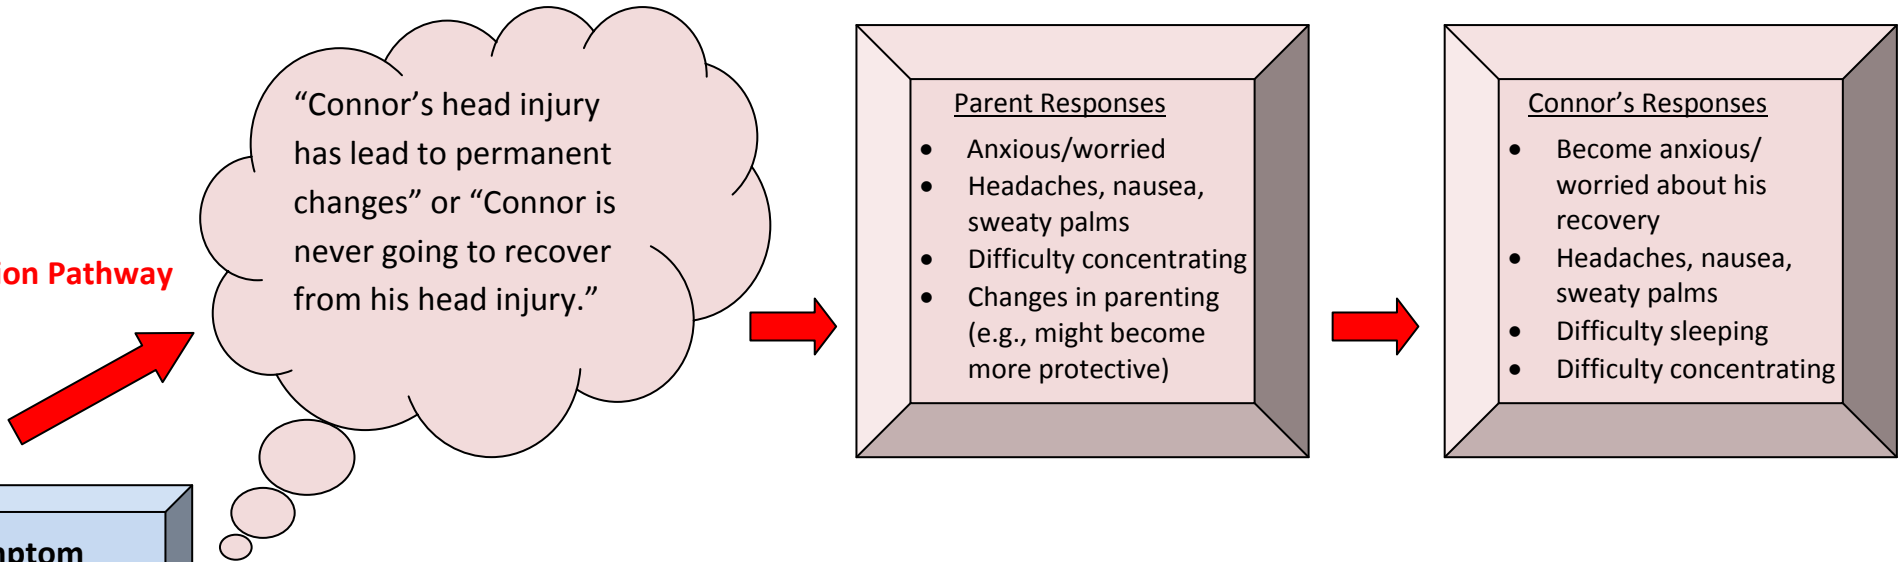 “Connor’s head injury
has lead to permanent
changes” or “Connor is
never going to recover
from his head injury.”
ion Pathway
Parent Responses
• Anxious/worried
• Headaches, nausea,
sweaty palms
• Difficulty concentrating
• Changes in parenting
(e.g., might become
more protective)
Connor’s Responses
• Become anxious/
worried about his
recovery
• Headaches, nausea,
sweaty palms
• Difficulty sleeping
• Difficulty concentrating
nptom